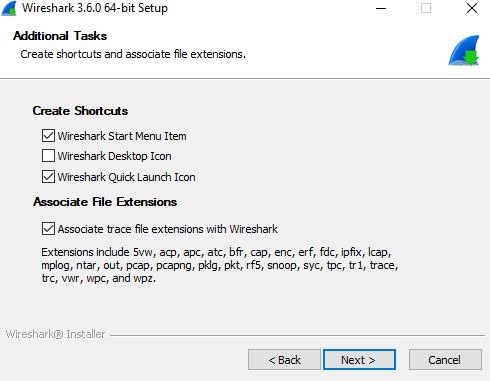 Wireshark 3.6.0 64-bit Setup
Additional Tasks
Create shortcuts and associate file extensions.
Create Shortcuts
Wireshark Start Menu Item
Wireshark Desktop Icon
Wireshark Quick Launch Icon
Associate File Extensions
Associate trace file extensions with Wireshark
Extensions include 5vw, acp, apc, atc, bfr, cap, enc, erf, fdc, ipfix, lcap,
mplog, ntar, out, pcap, pcapng, pklg, pkt, rf5, snoop, syc, tpc, tr1, trace,
trc, vwr, wpc, and wpz.
Wireshark® Installer
< Back
Next >
Cancel